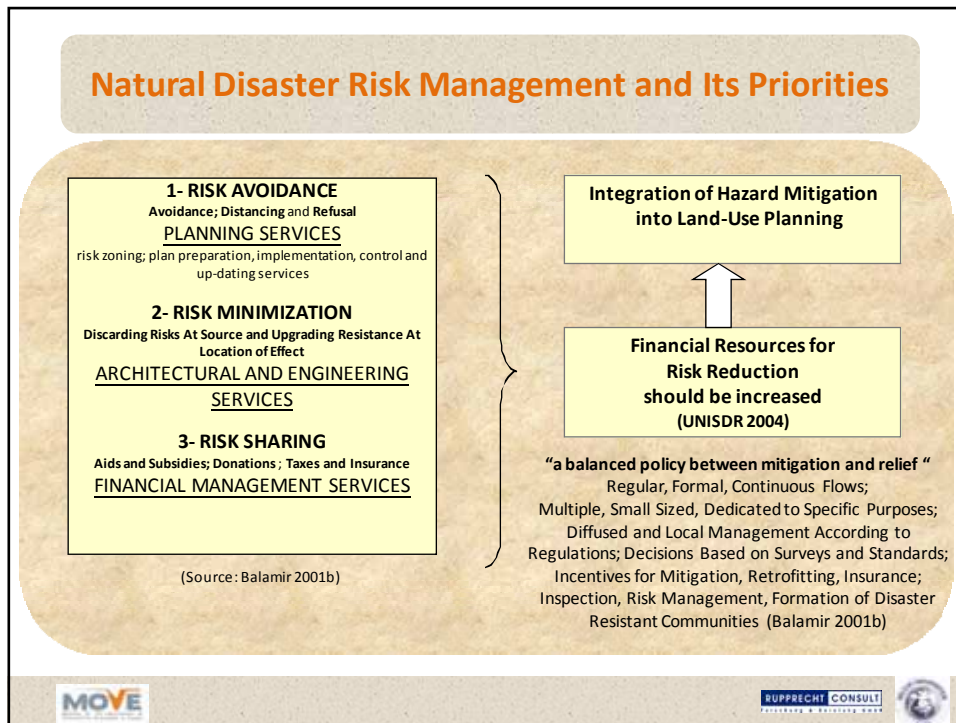 Natural Disaster Risk Management and Its Priorities
1- RISK AVOIDANCE
Avoidance; Distancing and Refusal
PLANNING SERVICES
risk zoning; plan preparation, implementation, control and
up-dating services
2- RISK MINIMIZATION
Discarding Risks At Source and Upgrading Resistance At
Location of Effect
ARCHITECTURAL AND ENGINEERING
SERVICES
3- RISK SHARING
Aids and Subsidies; Donations ; Taxes and Insurance
FINANCIAL MANAGEMENT SERVICES
(Source: Balamir 2001b)
Integration of Hazard Mitigation
into Land-Use Planning
Financial Resources for
Risk Reduction
should be increased
(UNISDR 2004)
“a balanced policy between mitigation and relief “
Regular, Formal, Continuous Flows;
Multiple, Small Sized, Dedicated to Specific Purposes;
Diffused and Local Management According to
Regulations; Decisions Based on Surveys and Standards;
Incentives for Mitigation, Retrofitting, Insurance;
Inspection, Risk Management, Formation of Disaster
Resistant Communities (Balamir 2001b)
MOVE
RUPPRECHT CONSULT
Forschung & Beratung GmbH